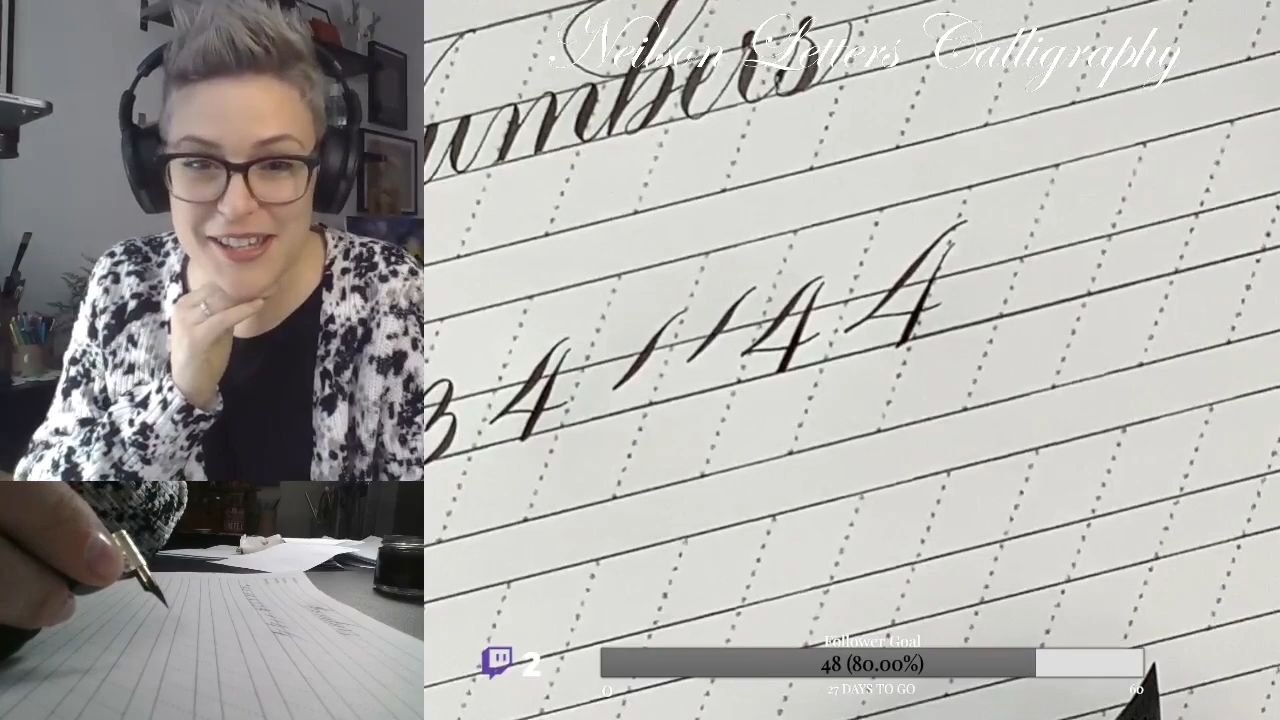 Neilson Letters Calligraphy
umbers
3 4 4 4
Follower Goal
2
48 (80.00%)
0 27 DAYS TO GO 60